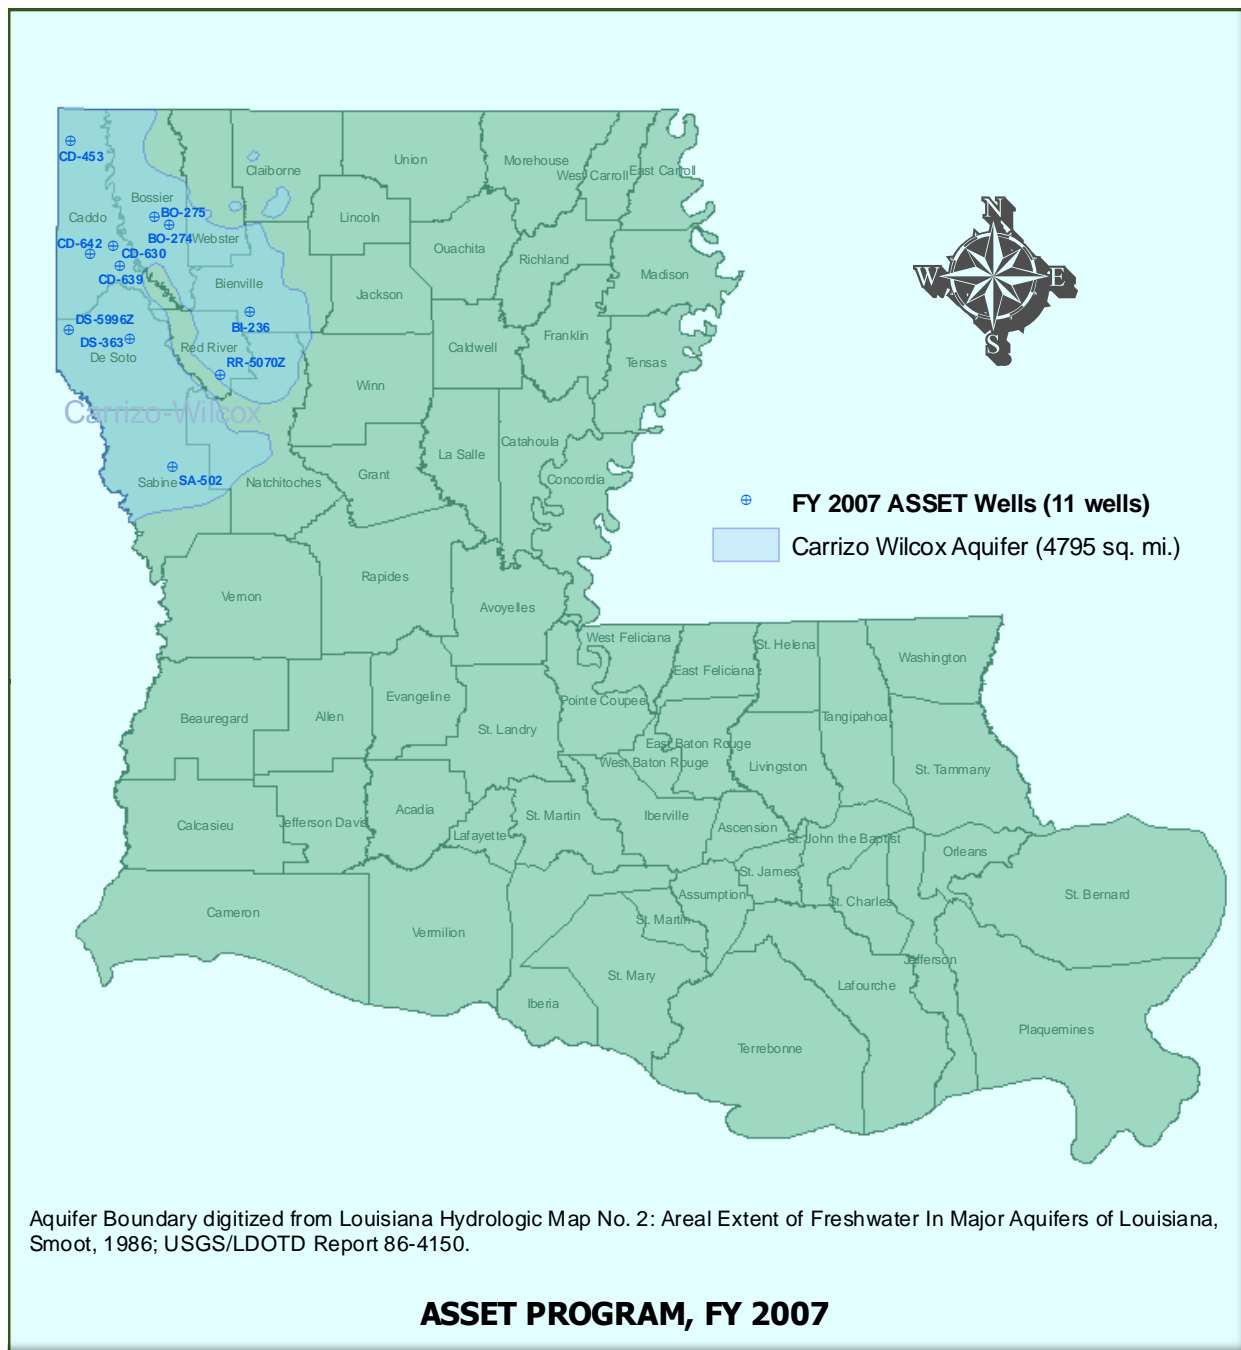 N
W
E
S
Claiborne
Union
Morehouse
West Carroll
East Carroll
CD-453
Bossier
Caddo
BO-275
BO-274
Webster
Lincoln
Ouachita
Richland
Madison
CD-642
CD-630
CD-639
Bienville
Jackson
BI-236
DS-5996Z
DS-363
De Soto
Red River
RR-5070Z
Caldwell
Franklin
Tensas
Winn
Carrizo-Wilcox
Catahoula
La Salle
Grant
Concordia
Sabine
SA-502
Natchitoches
FY 2007 ASSET Wells (11 wells)
Carrizo Wilcox Aquifer (4795 sq. mi.)
Vernon
Rapides
Avoyelles
West Feliciana
East Feliciana
St. Helena
Washington
Beauregard
Allen
Evangeline
St. Landry
Pointe Coupee
Tangipahoa
East Baton Rouge
West Baton Rouge
Livingston
St. Tammany
Calcasieu
Jefferson Davis
Acadia
Lafayette
St. Martin
Iberville
Ascension
St. John the Baptist
Orleans
St. James
Assumption
St. Charles
St. Bernard
Cameron
Vermilion
St. Martin
St. Mary
Iberia
Jefferson
Lafourche
Terrebonne
Plaquemines
Aquifer Boundary digitized from Louisiana Hydrologic Map No. 2: Areal Extent of Freshwater In Major Aquifers of Louisiana,
Smoot, 1986; USGS/LDOTD Report 86-4150.
ASSET PROGRAM, FY 2007